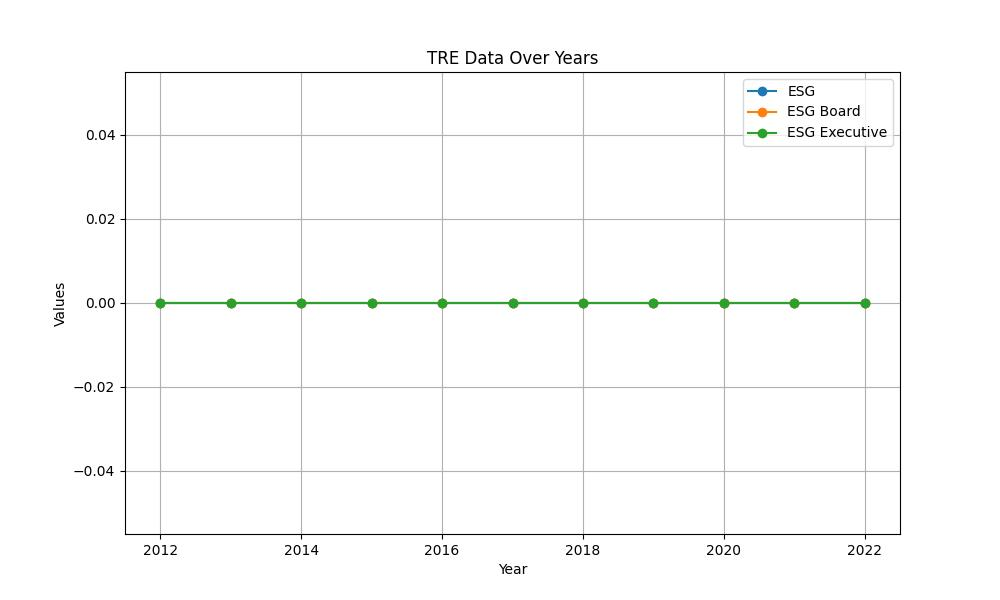 TRE Data Over Years
ESG
ESG Board
ESG Executive
0.04
0.02
0.00
−0.02
−0.04
Values
2012 2014 2016 2018 2020 2022
Year